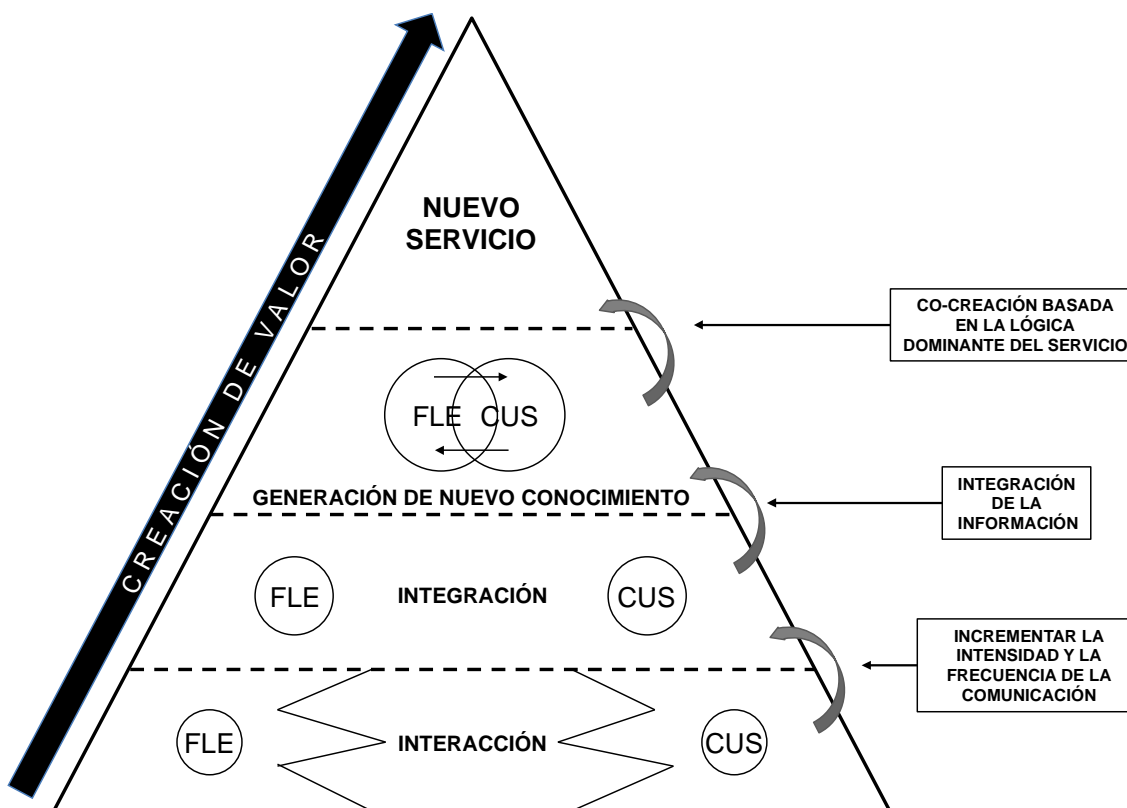 CREACIÓN DE VALOR
NUEVO
SERVICIO
CO-CREACIÓN BASADA
EN LA LÓGICA
DOMINANTE DEL SERVICIO
FLE CUS
GENERACIÓN DE NUEVO CONOCIMIENTO
INTEGRACIÓN
DE LA
INFORMACIÓN
FLE INTEGRACIÓN CUS
INCREMENTAR LA
INTENSIDAD Y LA
FRECUENCIA DE LA
COMUNICACIÓN
FLE INTERACCIÓN CUS